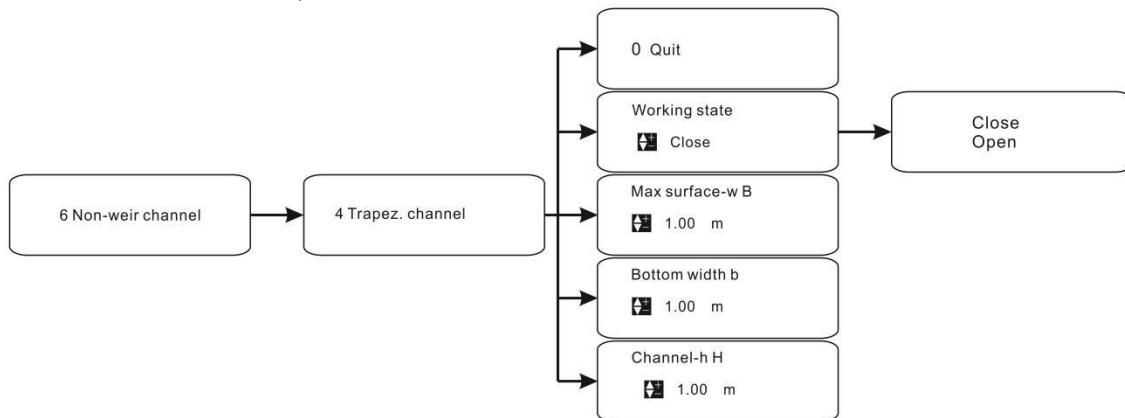 0 Quit
Working state
Close
Close
Open
6 Non-weir channel
4 Trapez. channel
Max surface-w B
1.00 m
Bottom width b
1.00 m
Channel-h H
1.00 m